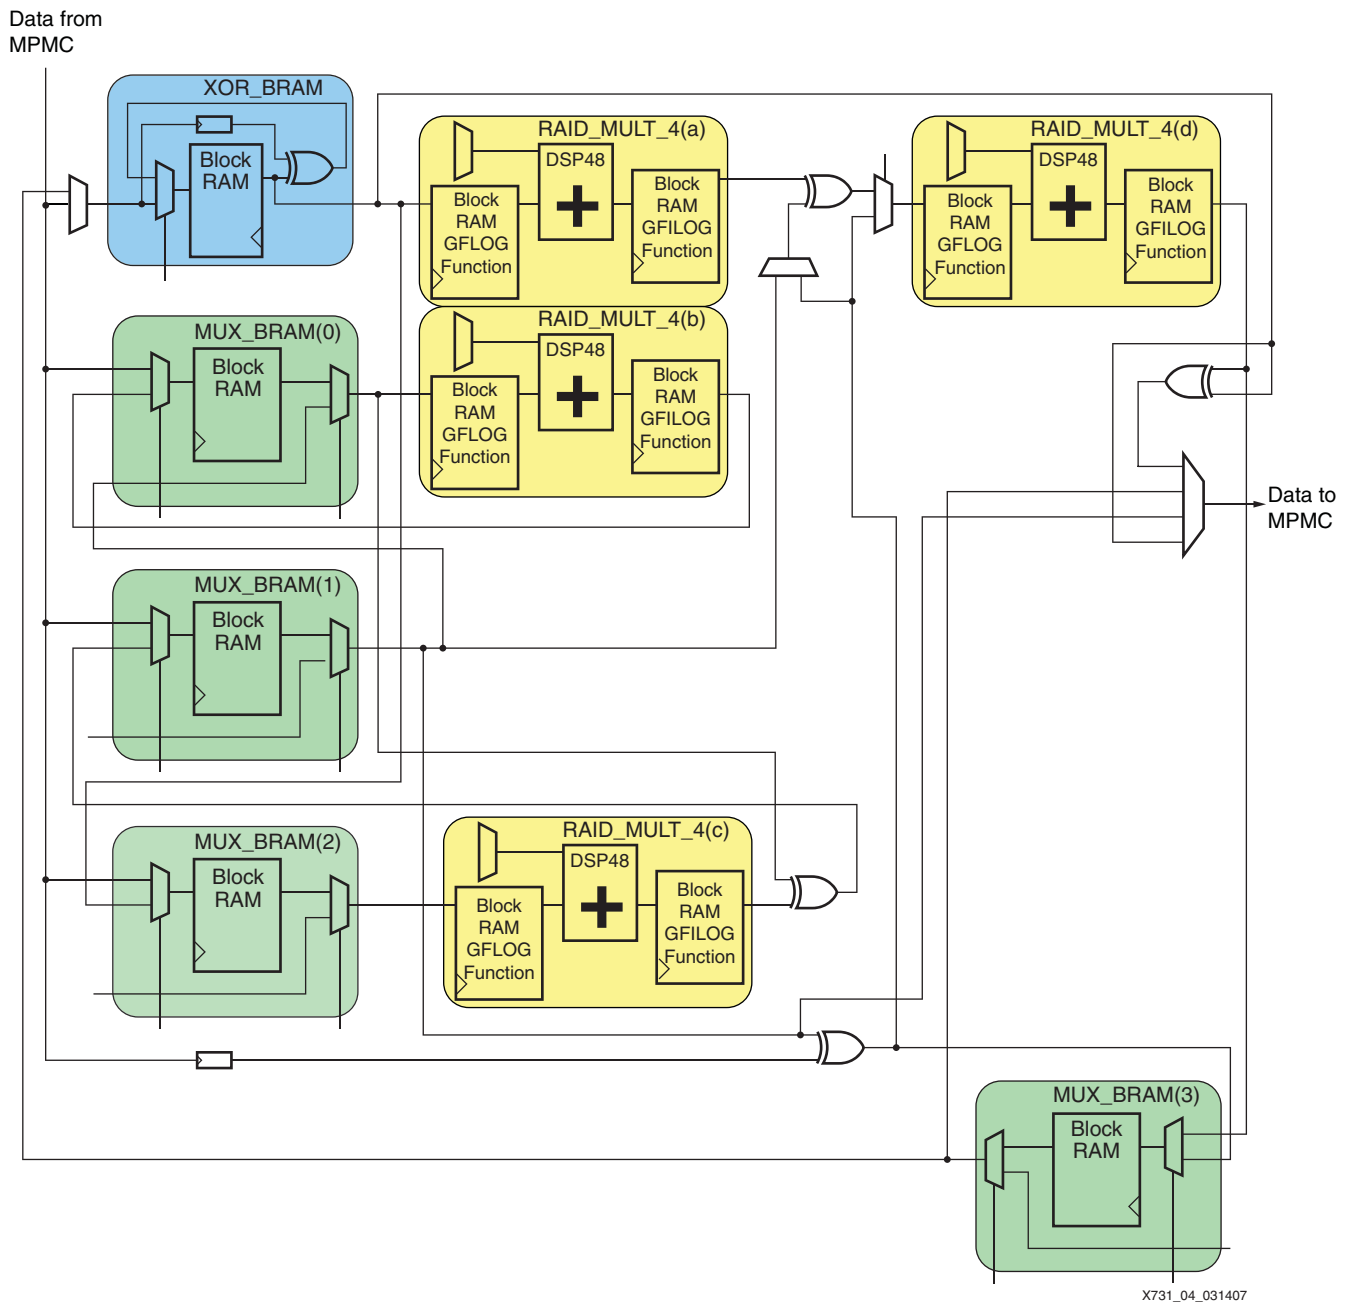 Data from
MPMC
XOR_BRAM
Block
RAM
RAID_MULT_4(a)
DSP48
Block
RAM
GFLOG
Function
Block
RAM
GFILOG
Function
RAID_MULT_4(d)
DSP48
Block
RAM
GFLOG
Function
Block
RAM
GFILOG
Function
MUX_BRAM(0)
Block
RAM
RAID_MULT_4(b)
DSP48
Block
RAM
GFLOG
Function
Block
RAM
GFILOG
Function
Data to
MPMC
MUX_BRAM(1)
Block
RAM
MUX_BRAM(2)
Block
RAM
RAID_MULT_4(c)
DSP48
Block
RAM
GFLOG
Function
Block
RAM
GFILOG
Function
MUX_BRAM(3)
Block
RAM
X731_04_031407